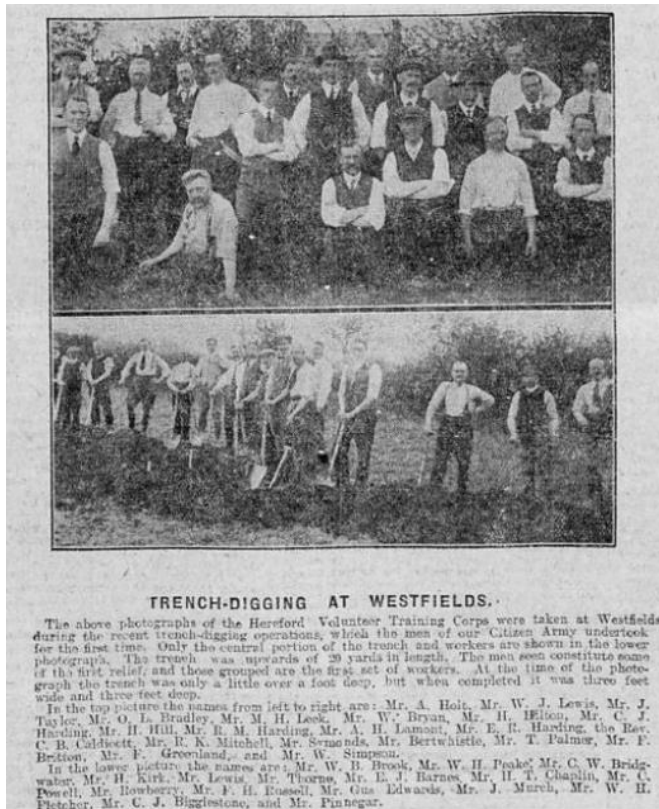 TRENCH-DIGGING AT WESTFIELDS.
The above photographs of the Hereford Volunteer Training Corps were taken at Westfields
during the recent trench-digging operations, which the men of our Citizen Army undertook
for the first time. Only the central portion of the trench and workers are shown in the lower
photograph. The trench was upwards of 20 yards in length. The men seen constitute some
of the first relief, and those grouped are the first set of workers. At the time of the photo-
graph the trench was only a little over a foot deep, but when completed it was three feet
wide and three feet deep.
In the top picture the names from left to right are: Mr. A. Holt, Mr. W. J. Lewis, Mr. J.
Taylor, Mr. O. L. Bradley, Mr. M. H. Leek, Mr. W. Bryan, Mr. H. Hilton, Mr. C. J.
Harding, Mr. H. Hill, Mr. R. M. Harding, Mr. A. H. Lamont, Mr. E. R. Harding, the Rev.
C. B. Caldicott, Mr. R. K. Mitchell, Mr. Symonds, Mr. Bertwhistle, Mr. T. Palmer, Mr. F.
Britton, Mr. F. Greenland, and Mr. W. Simpson.
In the lower picture the names are: Mr. W. B. Brook, Mr. W. H. Peake, Mr. C. W. Bridg-
water, Mr. H. Kirk, Mr. Lewis, Mr. Thorne, Mr. E. J. Barnes, Mr. H. T. Chaplin, Mr. C.
Powell, Mr. Rowberry, Mr. F. H. Russell, Mr. Gus Edwards, Mr. J. Murch, Mr. W. H.
Fletcher, Mr. C. J. Bigglestone, and Mr. Pinnegar.